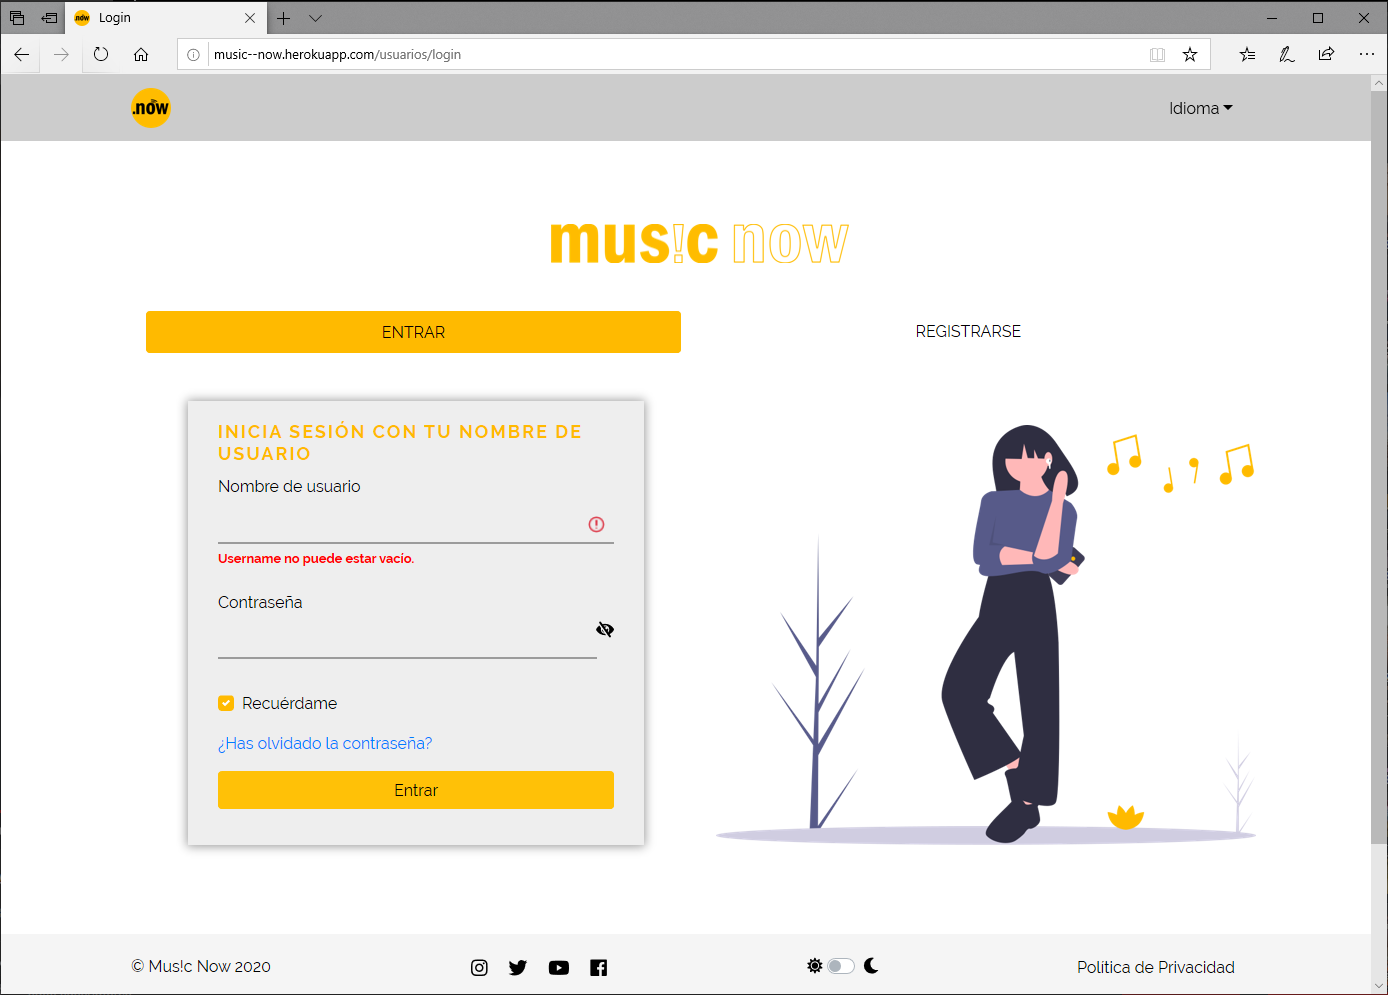 Login
music--now.herokuapp.com/usuarios/login
.now
Idioma
mus!c now
ENTRAR
REGISTRARSE
INICIA SESIÓN CON TU NOMBRE DE
USUARIO
Nombre de usuario
Username no puede estar vacío.
Contraseña
Recuérdame
¿Has olvidado la contraseña?
Entrar
© Mus!c Now 2020
Política de Privacidad